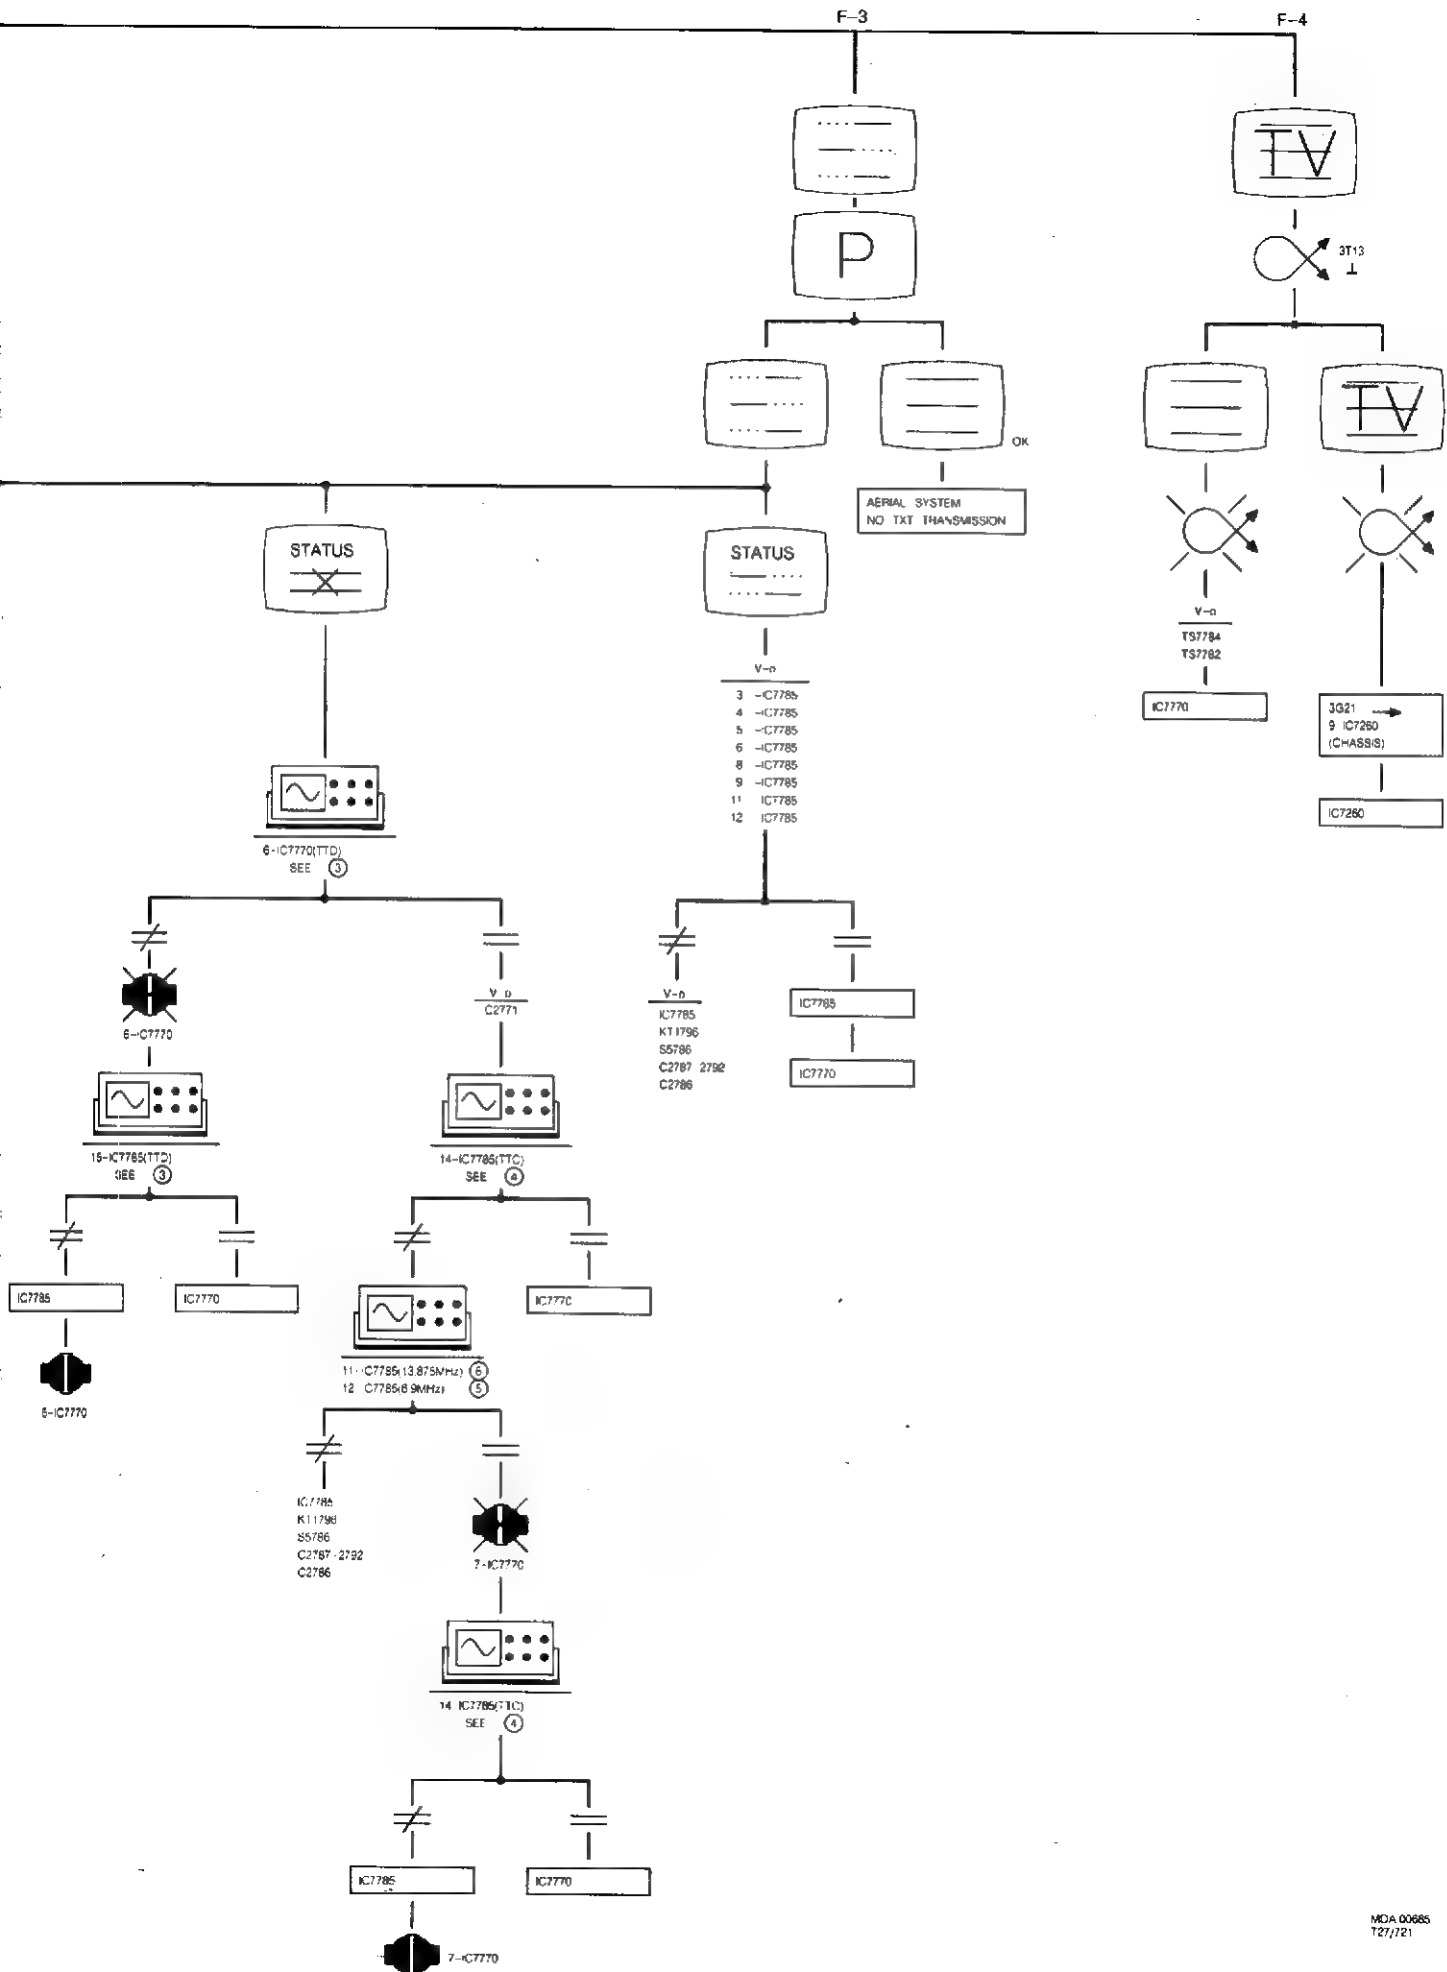 F-3
F-4
TV
P
3T13
TV
OK
AERIAL SYSTEM
NO TXT TRANSMISSION
STATUS
STATUS
V-Ω
TS7784
TS7782
IC7770
3G21
9 IC7260
(CHASSIS)
IC7260
V-Ω
3 -IC7785
4 -IC7785
5 -IC7785
6 -IC7785
8 -IC7785
9 -IC7785
11 IC7785
12 IC7785
6-IC7770(TTD)
SEE 3
6-IC7770
V-Ω
C2771
V-Ω
IC7785
KT1796
S5786
C2787-2792
C2786
IC7785
IC7770
15-IC7785(TTD)
SEE 3
14-IC7785(TTC)
SEE 4
IC7785
IC7770
IC7770
6-IC7770
11-IC7785(13.875MHz) 6
12 IC7785(6.9MHz) 5
IC7785
KT1796
S5786
C2787-2792
C2786
7-IC7770
14-IC7785(TTC)
SEE 4
IC7785
IC7770
7-IC7770
MDA 00685
T27/721